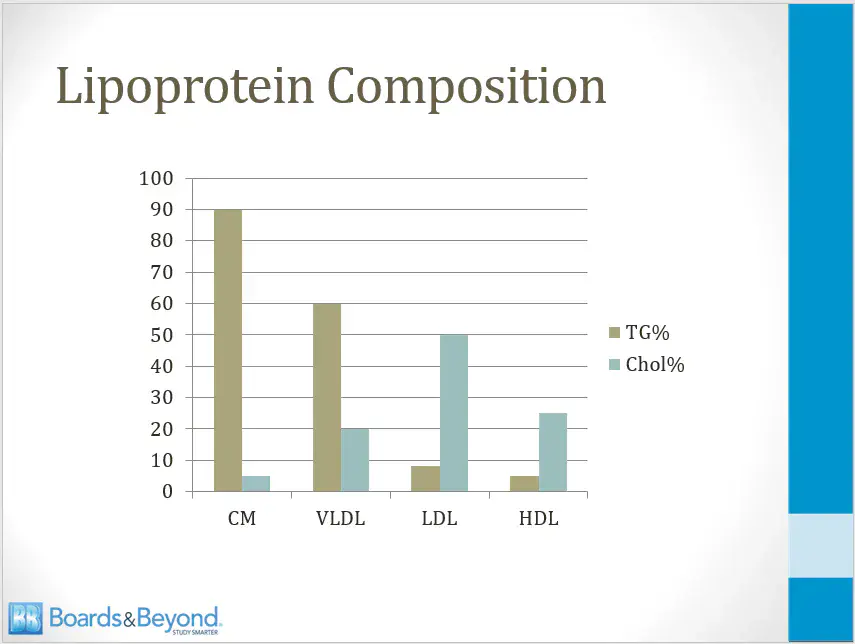 Lipoprotein Composition
100
90
80
70
60
50
40
30
20
10
0
CM VLDL LDL HDL
TG%
Chol%
BB Boards&Beyond.
STUDY SMARTER